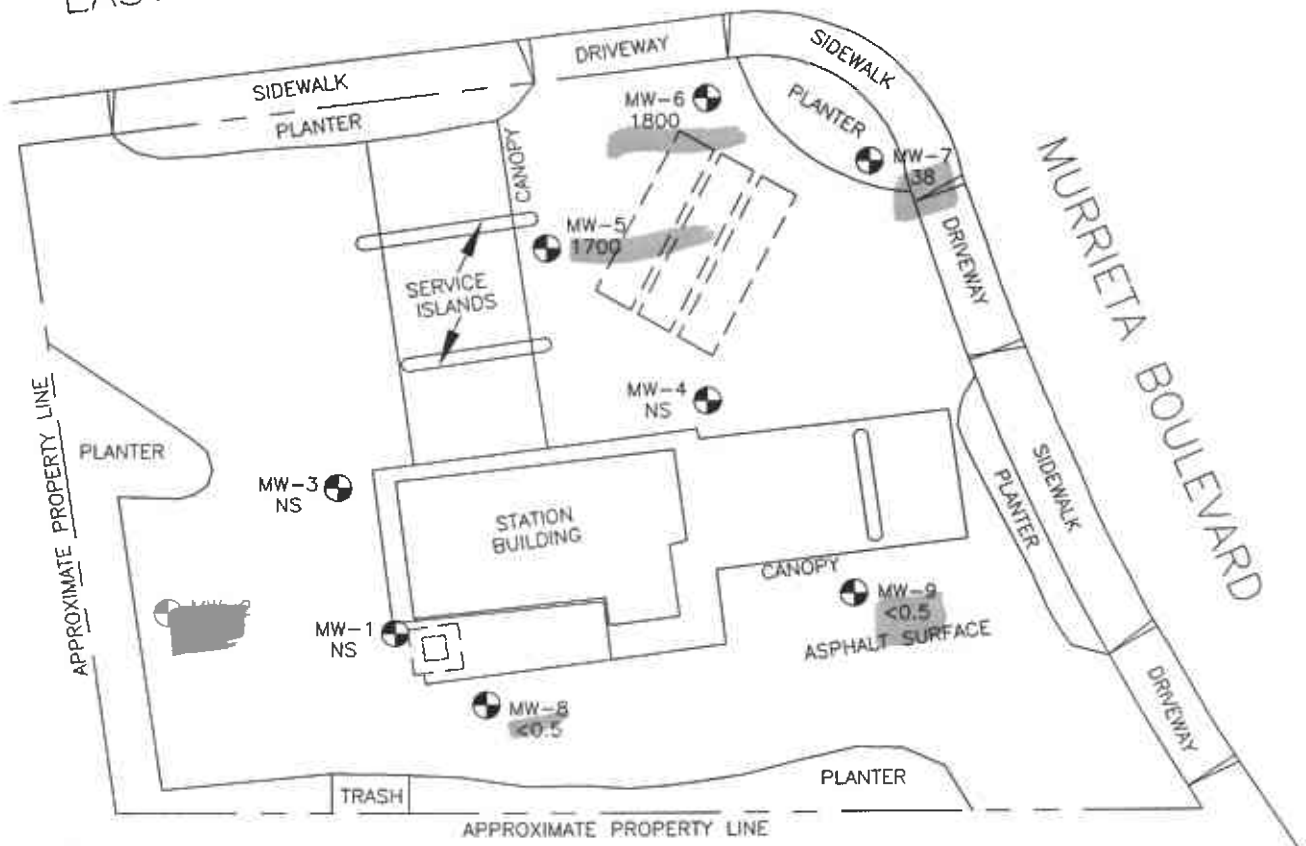 EAST
SIDEWALK
DRIVEWAY
SIDEWALK
PLANTER
PLANTER
MW-6
1800
CANOPY
MW-7
38
MURRIETA BOULEVARD
MW-5
1700
DRIVEWAY
SERVICE
ISLANDS
MW-4
NS
APPROXIMATE PROPERTY LINE
PLANTER
MW-3
NS
STATION
BUILDING
SIDEWALK
PLANTER
CANOPY
MW-9
<0.5
ASPHALT SURFACE
MW-1
NS
MW-8
<0.5
DRIVEWAY
PLANTER
TRASH
APPROXIMATE PROPERTY LINE